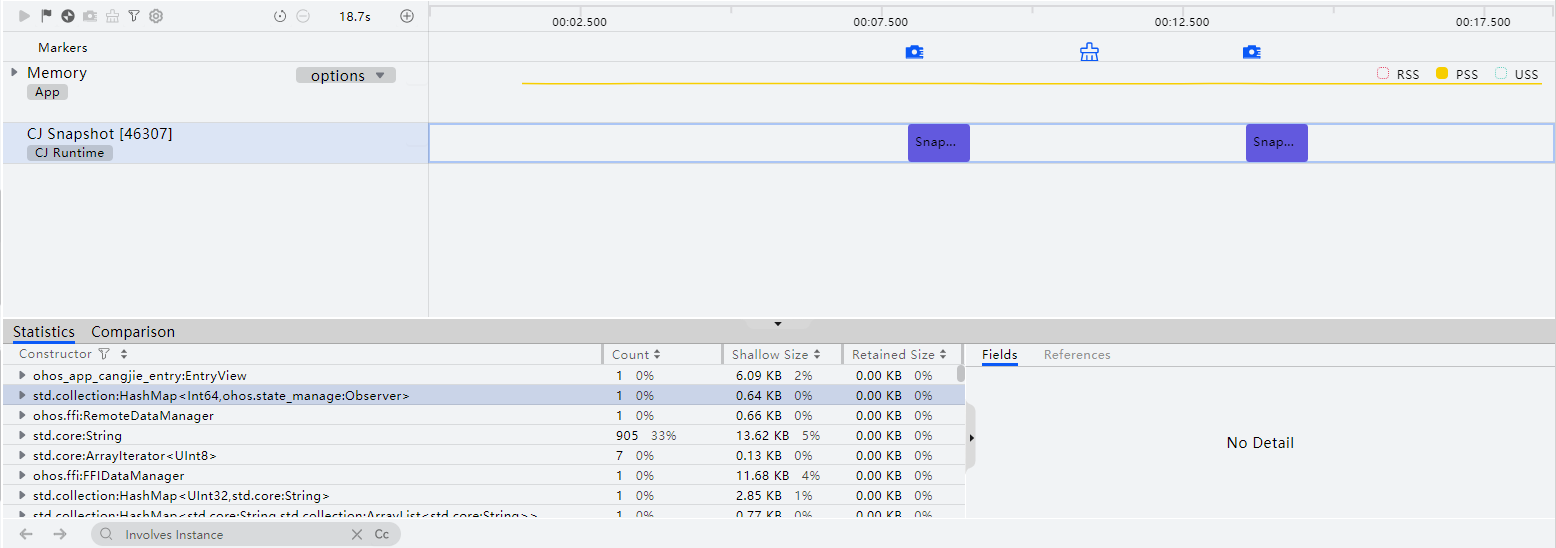 18.7s 00:02.500 00:07.500 00:12.500 00:17.500
Markers
Memory options RSS PSS USS
App
CJ Snapshot [46307]
CJ Runtime Snap... Snap...
Statistics Comparison
Constructor Count Shallow Size Retained Size Fields References
ohos_app_cangjie_entry:EntryView 1 0% 6.09 KB 2% 0.00 KB 0%
std.collection:HashMap<Int64,ohos.state_manage:Observer> 1 0% 0.64 KB 0% 0.00 KB 0%
ohos.ffi:RemoteDataManager 1 0% 0.66 KB 0% 0.00 KB 0%
std.core:String 905 33% 13.62 KB 5% 0.00 KB 0%
No Detail
std.core:ArrayIterator<UInt8> 7 0% 0.13 KB 0% 0.00 KB 0%
ohos.ffi:FFIDataManager 1 0% 11.68 KB 4% 0.00 KB 0%
std.collection:HashMap<UInt32,std.core:String> 1 0% 2.85 KB 1% 0.00 KB 0%
std.collection:HashMap<std.core:String,std.collection:ArrayList<std.core:String>> 1 0% 0.77 KB 0% 0.00 KB 0%
Involves Instance Cc